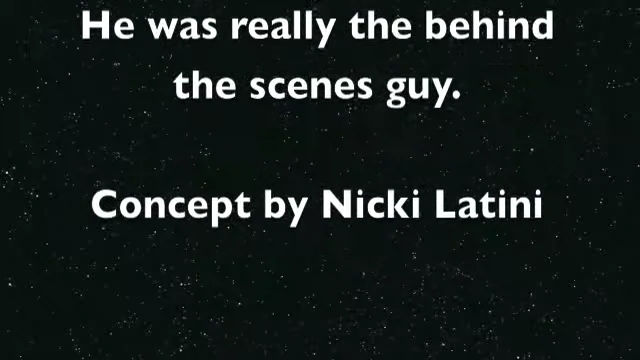 He was really the behind
the scenes guy.
Concept by Nicki Latini